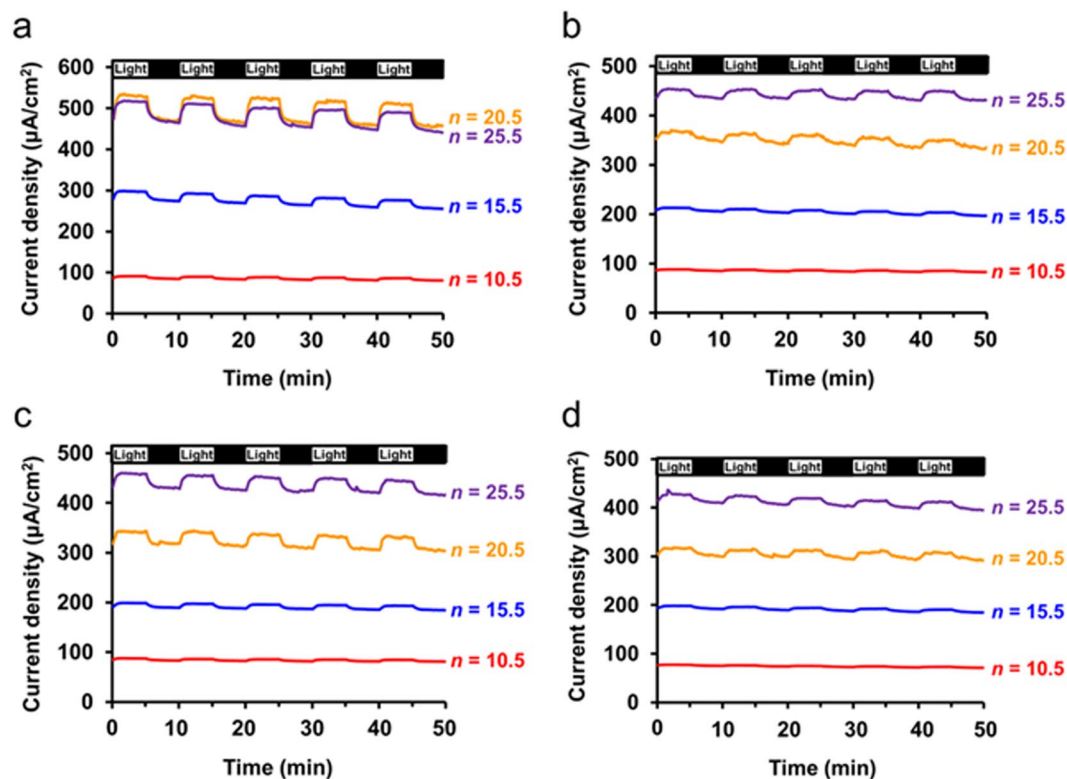 a
Current density (µA/cm²)
600
500
400
300
200
100
0
Light Light Light Light Light
n = 20.5
n = 25.5
n = 15.5
n = 10.5
0 10 20 30 40 50
Time (min)
b
Current density (µA/cm²)
500
400
300
200
100
0
Light Light Light Light Light
n = 25.5
n = 20.5
n = 15.5
n = 10.5
0 10 20 30 40 50
Time (min)
c
Current density (µA/cm²)
500
400
300
200
100
0
Light Light Light Light Light
n = 25.5
n = 20.5
n = 15.5
n = 10.5
0 10 20 30 40 50
Time (min)
d
Current density (µA/cm²)
500
400
300
200
100
0
Light Light Light Light Light
n = 25.5
n = 20.5
n = 15.5
n = 10.5
0 10 20 30 40 50
Time (min)